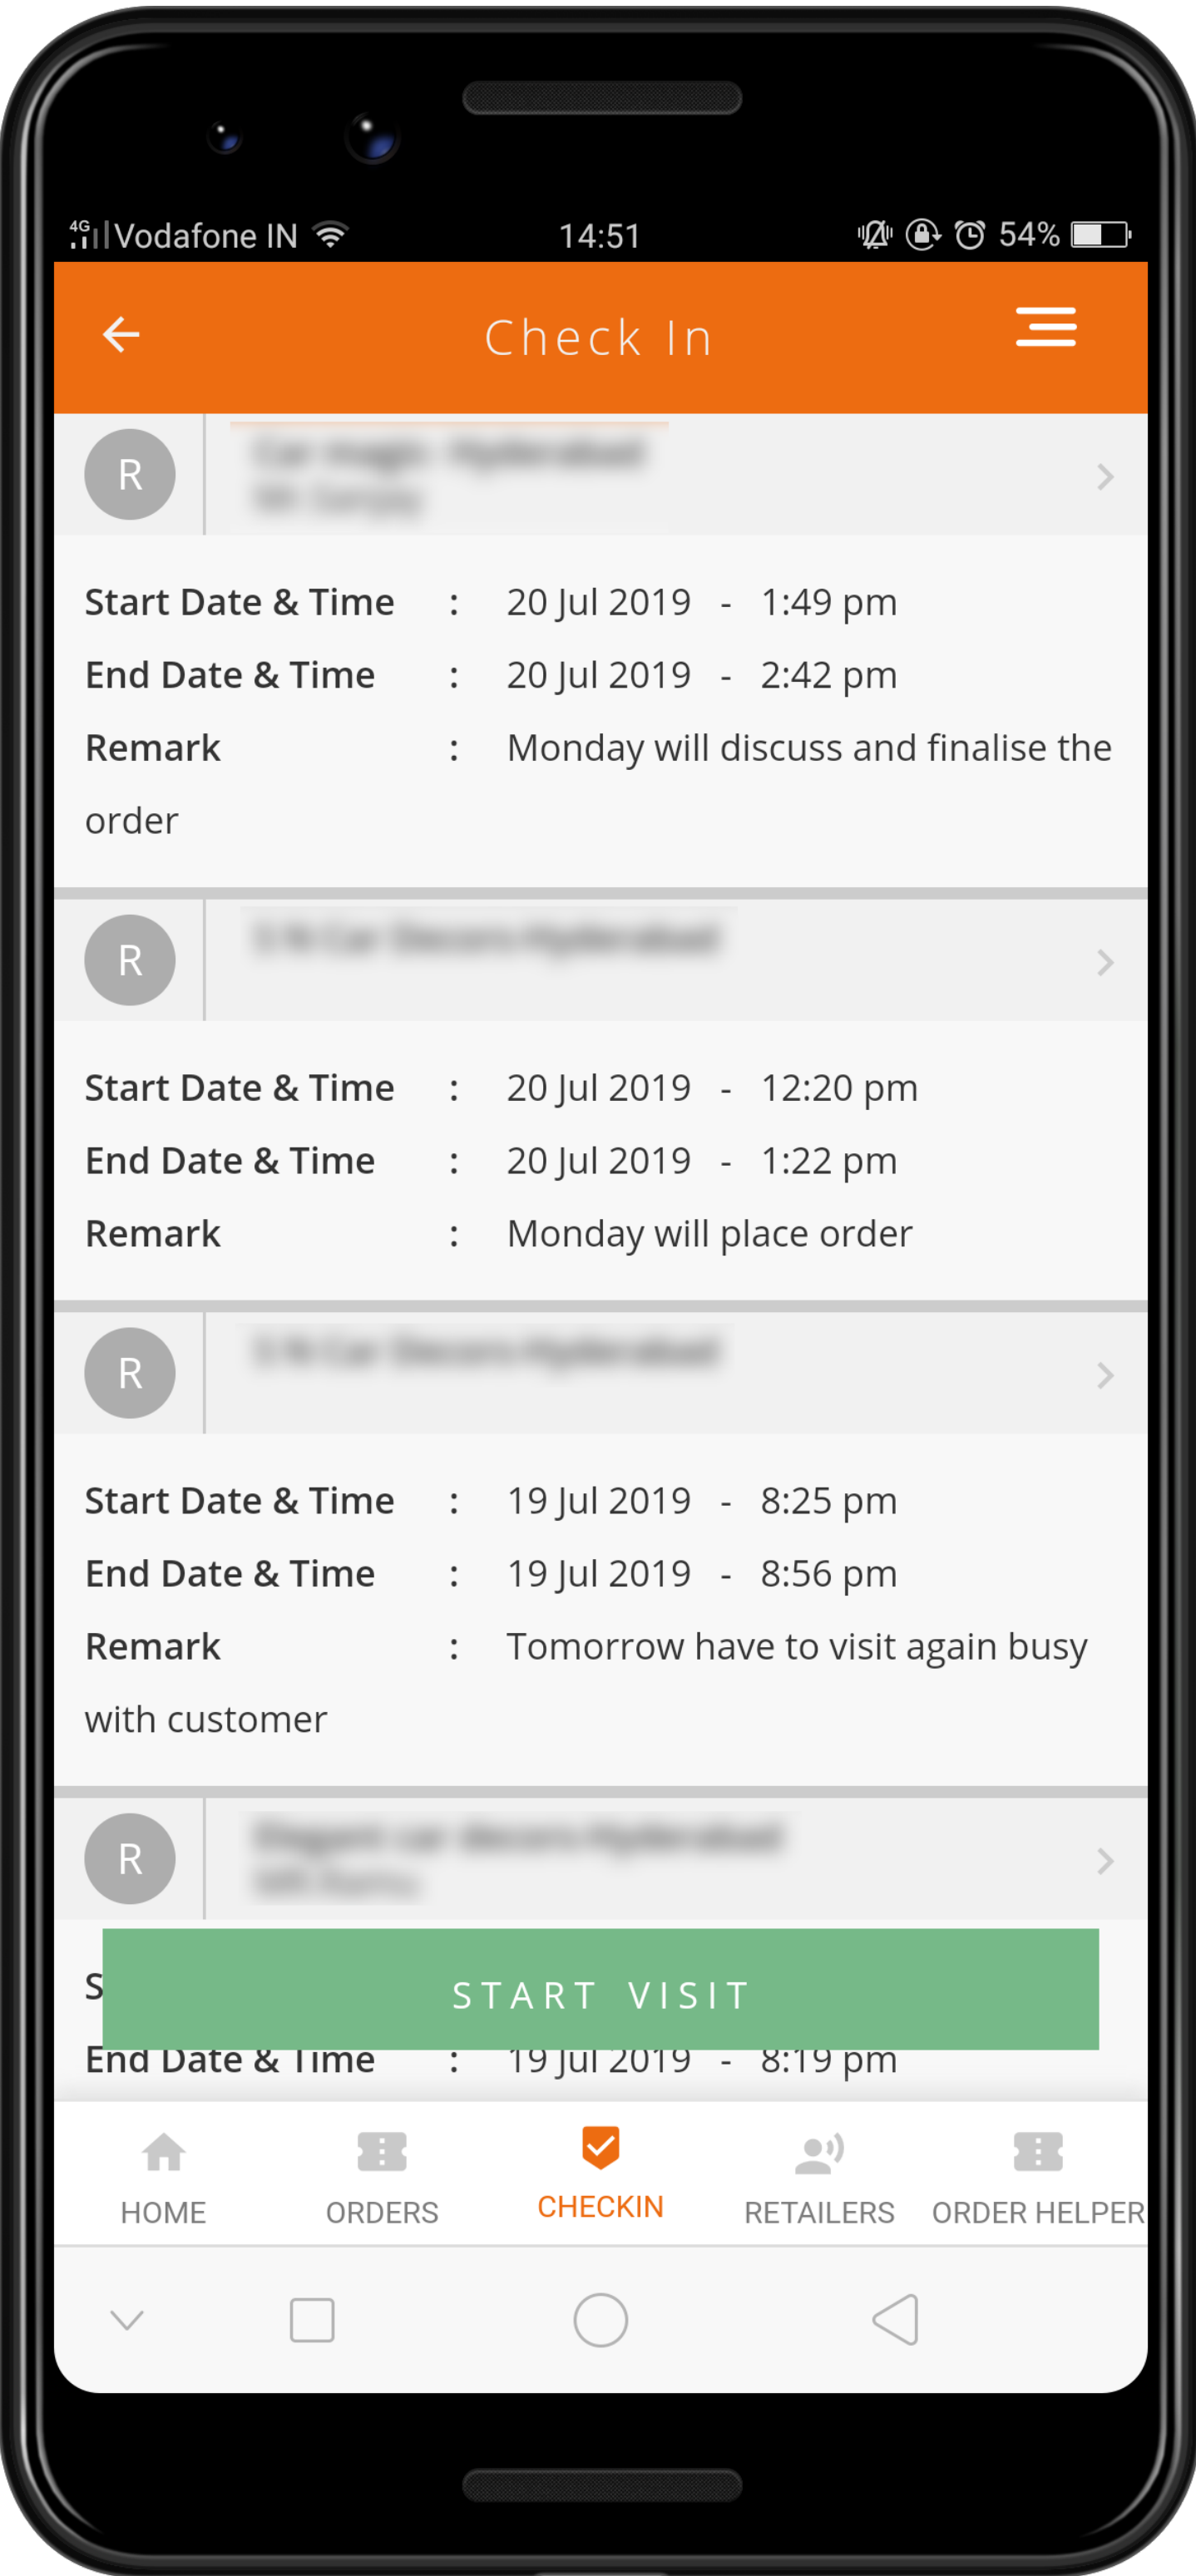 4G Vodafone IN 14:51 54%
Check In
R
Start Date & Time : 20 Jul 2019 - 1:49 pm
End Date & Time : 20 Jul 2019 - 2:42 pm
Remark : Monday will discuss and finalise the
order
R
Start Date & Time : 20 Jul 2019 - 12:20 pm
End Date & Time : 20 Jul 2019 - 1:22 pm
Remark : Monday will place order
R
Start Date & Time : 19 Jul 2019 - 8:25 pm
End Date & Time : 19 Jul 2019 - 8:56 pm
Remark : Tomorrow have to visit again busy
with customer
R
S
START VISIT
End Date & Time : 19 Jul 2019 - 8:19 pm
HOME ORDERS CHECKIN RETAILERS ORDER HELPER